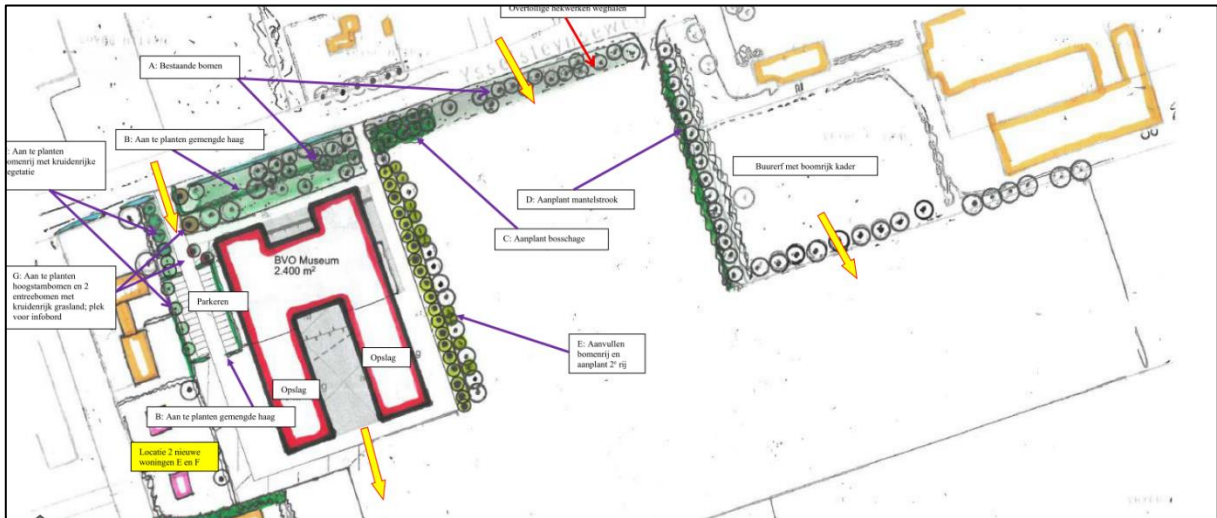 Overtollige hekwerken weghalen
Ysselsteynseweg
A: Bestaande bomen
B: Aan te planten gemengde haag
: Aan te planten
omenrij met kruidenrijke
egetatie
Buurerf met boomrijk kader
D: Aanplant mantelstrook
C: Aanplant bosschage
BVO Museum
2.400 m²
G: Aan te planten
hoogstambomen en 2
entreebomen met
kruidenrijk grasland; plek
voor infobord
Parkeren
E: Aanvullen
bomenrij en
aanplant 2ᵉ rij
Opslag
Opslag
B: Aan te planten gemengde haag
Locatie 2 nieuwe
woningen E en F